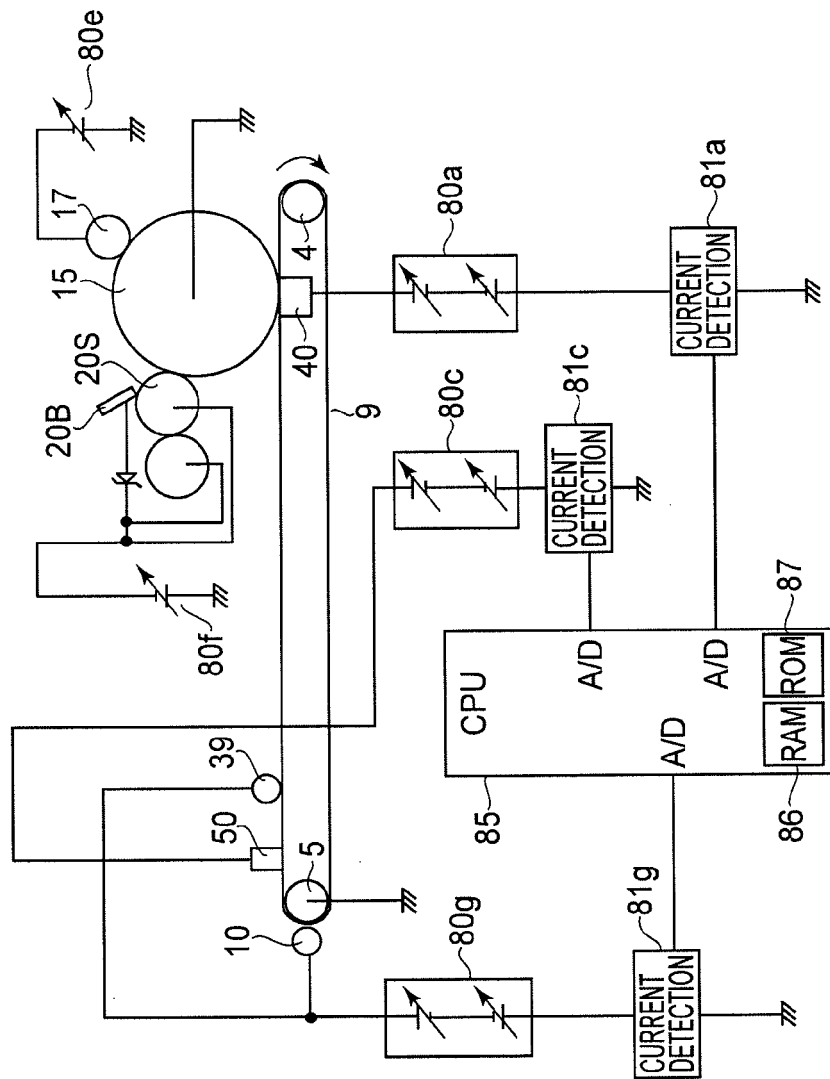 80e
17
15
20S
20B
80f
4
40
80a
81a
CURRENT
DETECTION
9
80c
81c
CURRENT
DETECTION
39
50
5
10
80g
81g
CURRENT
DETECTION
85
CPU
A/D
A/D
A/D
RAM
ROM
86
87